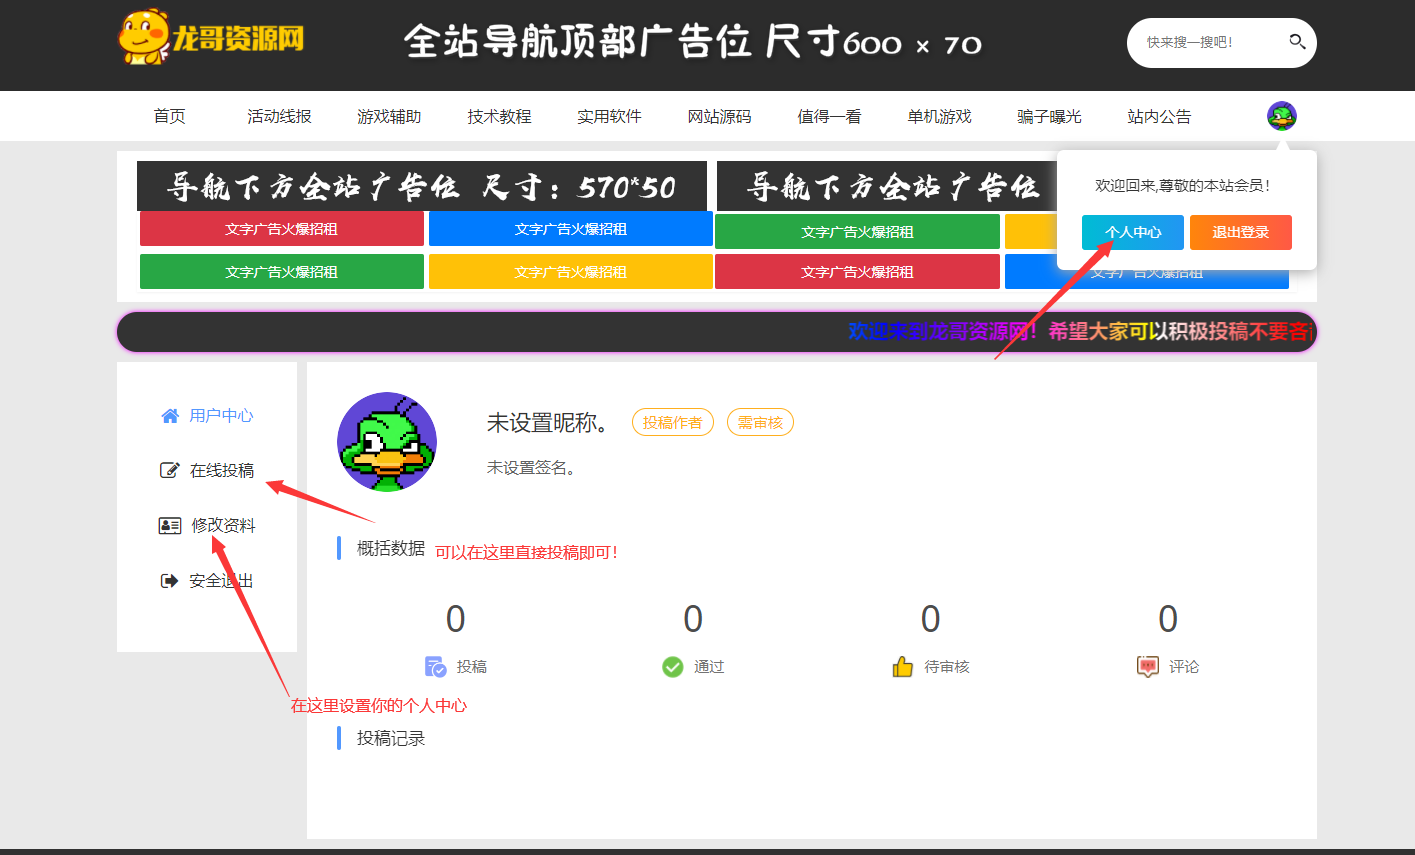 龙哥资源网
全站导航顶部广告位 尺寸600 × 70
快来搜一搜吧！
首页 活动线报 游戏辅助 技术教程 实用软件 网站源码 值得一看 单机游戏 骗子曝光 站内公告
导航下方全站广告位 尺寸：570*50
导航下方全站广告位
欢迎回来,尊敬的本站会员！
个人中心 退出登录
文字广告火爆招租 文字广告火爆招租 文字广告火爆招租
文字广告火爆招租 文字广告火爆招租 文字广告火爆招租 文字广告火爆招租
欢迎来到龙哥资源网！希望大家可以积极投稿不要吝
用户中心
在线投稿
修改资料
安全退出
未设置昵称。 投稿作者 需审核
未设置签名。
概括数据 可以在这里直接投稿即可！
0 0 0 0
投稿 通过 待审核 评论
在这里设置你的个人中心
投稿记录